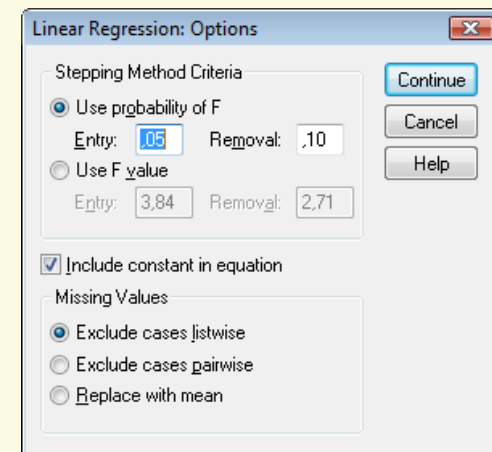 Linear Regression: Options
Stepping Method Criteria
Use probability of F
Entry: ,05 Removal: ,10
Use F value
Entry: 3,84 Removal: 2,71
Include constant in equation
Missing Values
Exclude cases listwise
Exclude cases pairwise
Replace with mean
Continue
Cancel
Help